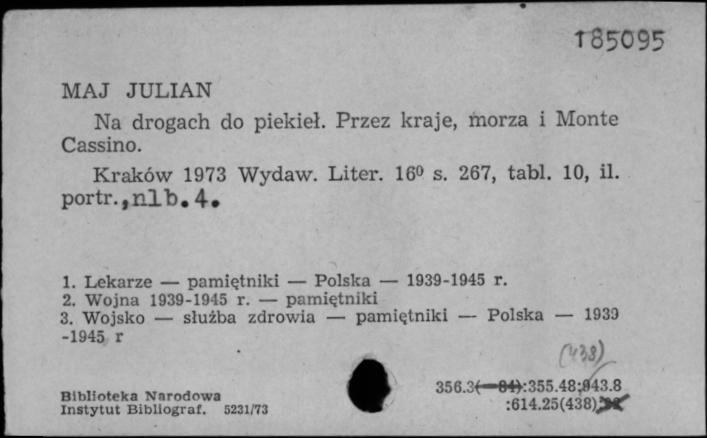 185095
MAJ JULIAN
Na drogach do piekieł. Przez kraje, morza i Monte
Cassino.
Kraków 1973 Wydaw. Liter. 16⁰ s. 267, tabl. 10, il.
portr., nlb. 4.
1. Lekarze — pamiętniki — Polska — 1939-1945 r.
2. Wojna 1939-1945 r. — pamiętniki
3. Wojsko — służba zdrowia — pamiętniki — Polska — 1939
-1945 r
(438)
356.3(—84):355.48:943.8
:614.25(438)
Biblioteka Narodowa
Instytut Bibliograf. 5231/73